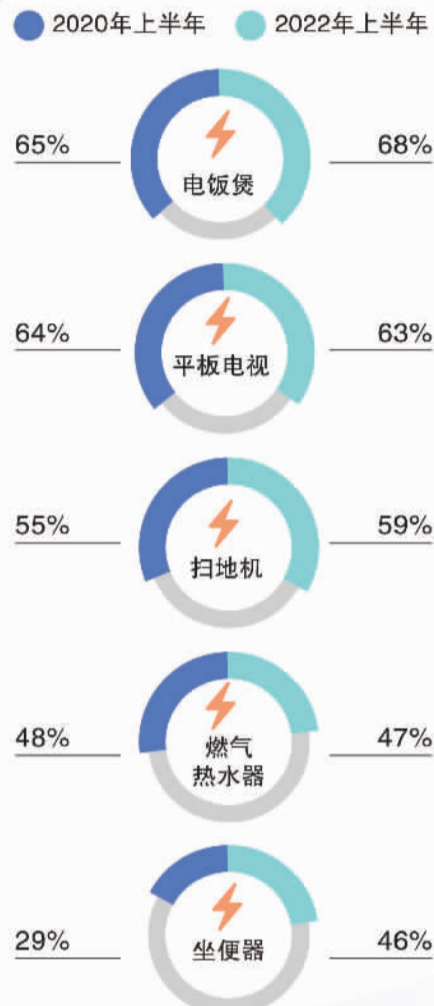 2020年上半年 2022年上半年
65% 68%
电饭煲
64% 63%
平板电视
55% 59%
扫地机
48% 47%
燃气
热水器
29% 46%
坐便器